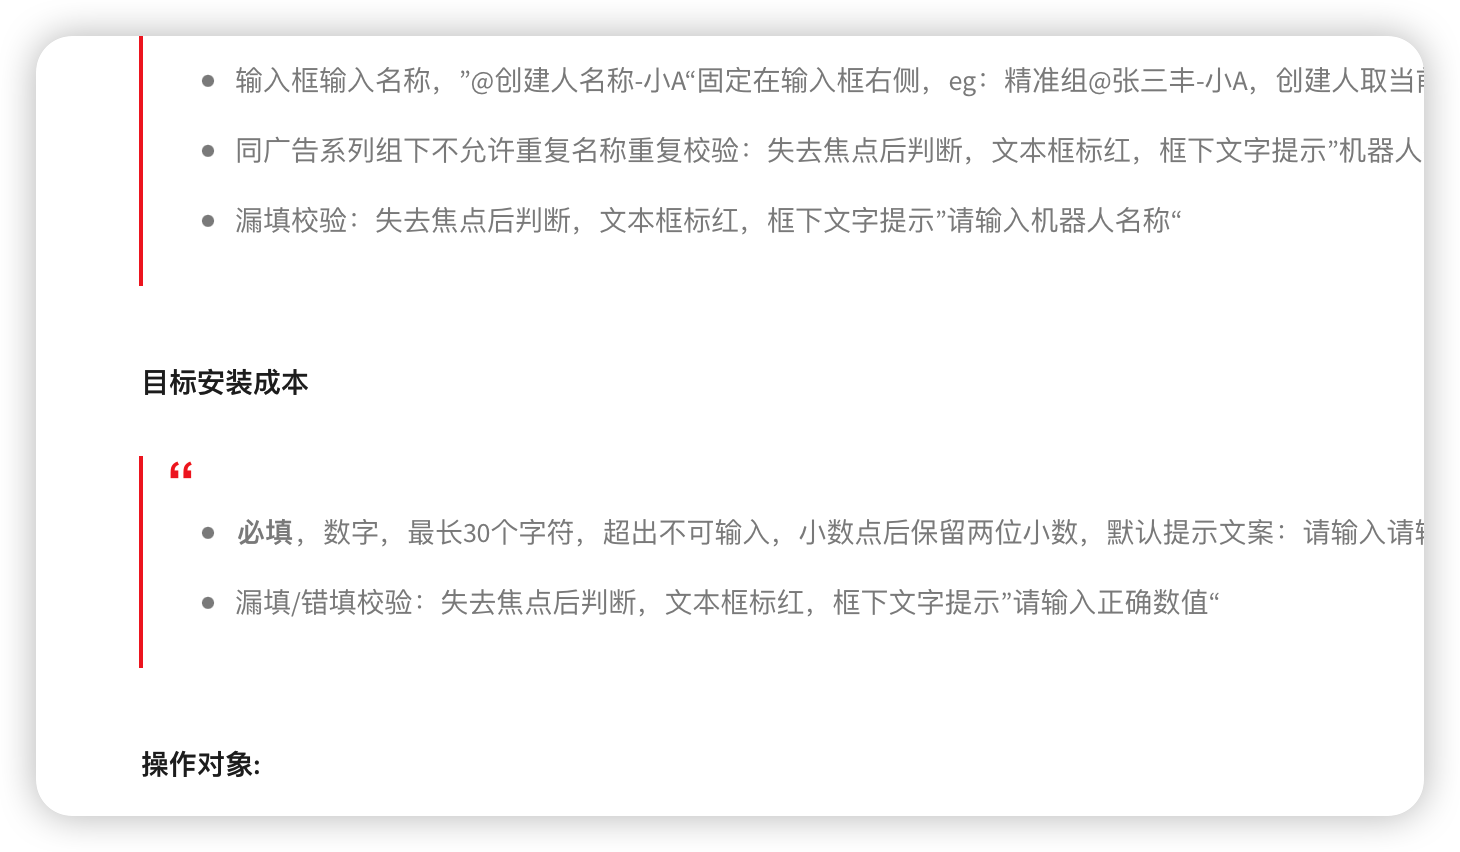 输入框输入名称，”@创建人名称-小A“固定在输入框右侧，eg：精准组@张三丰-小A，创建人取当
同广告系列组下不允许重复名称重复校验：失去焦点后判断，文本框标红，框下文字提示”机器人
漏填校验：失去焦点后判断，文本框标红，框下文字提示”请输入机器人名称“
目标安装成本
“
必填，数字，最长30个字符，超出不可输入，小数点后保留两位小数，默认提示文案：请输入请
漏填/错填校验：失去焦点后判断，文本框标红，框下文字提示”请输入正确数值“
操作对象: